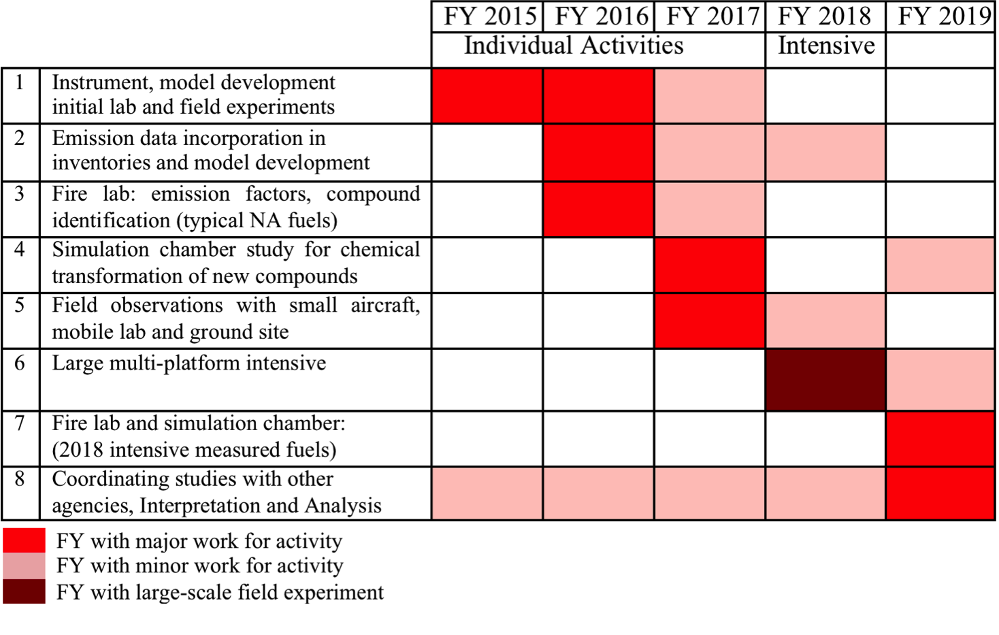 FY 2015 FY 2016 FY 2017 FY 2018 FY 2019
Individual Activities Intensive
1 Instrument, model development
initial lab and field experiments
2 Emission data incorporation in
inventories and model development
3 Fire lab: emission factors, compound
identification (typical NA fuels)
4 Simulation chamber study for chemical
transformation of new compounds
5 Field observations with small aircraft,
mobile lab and ground site
6 Large multi-platform intensive
7 Fire lab and simulation chamber:
(2018 intensive measured fuels)
8 Coordinating studies with other
agencies, Interpretation and Analysis
FY with major work for activity
FY with minor work for activity
FY with large-scale field experiment